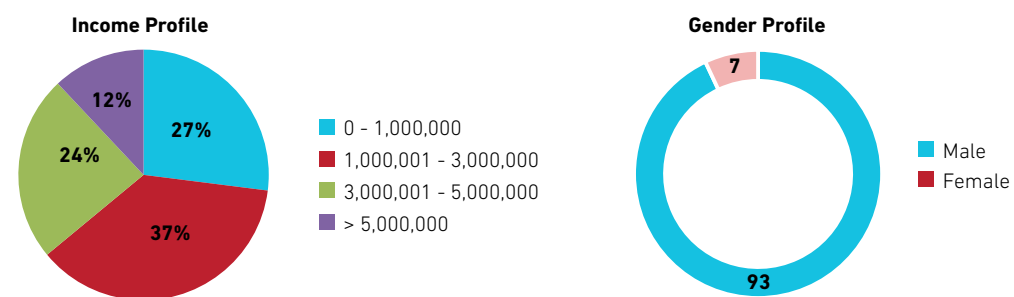 Income Profile
12%
27%
24%
37%
0 - 1,000,000
1,000,001 - 3,000,000
3,000,001 - 5,000,000
> 5,000,000
Gender Profile
7
93
Male
Female